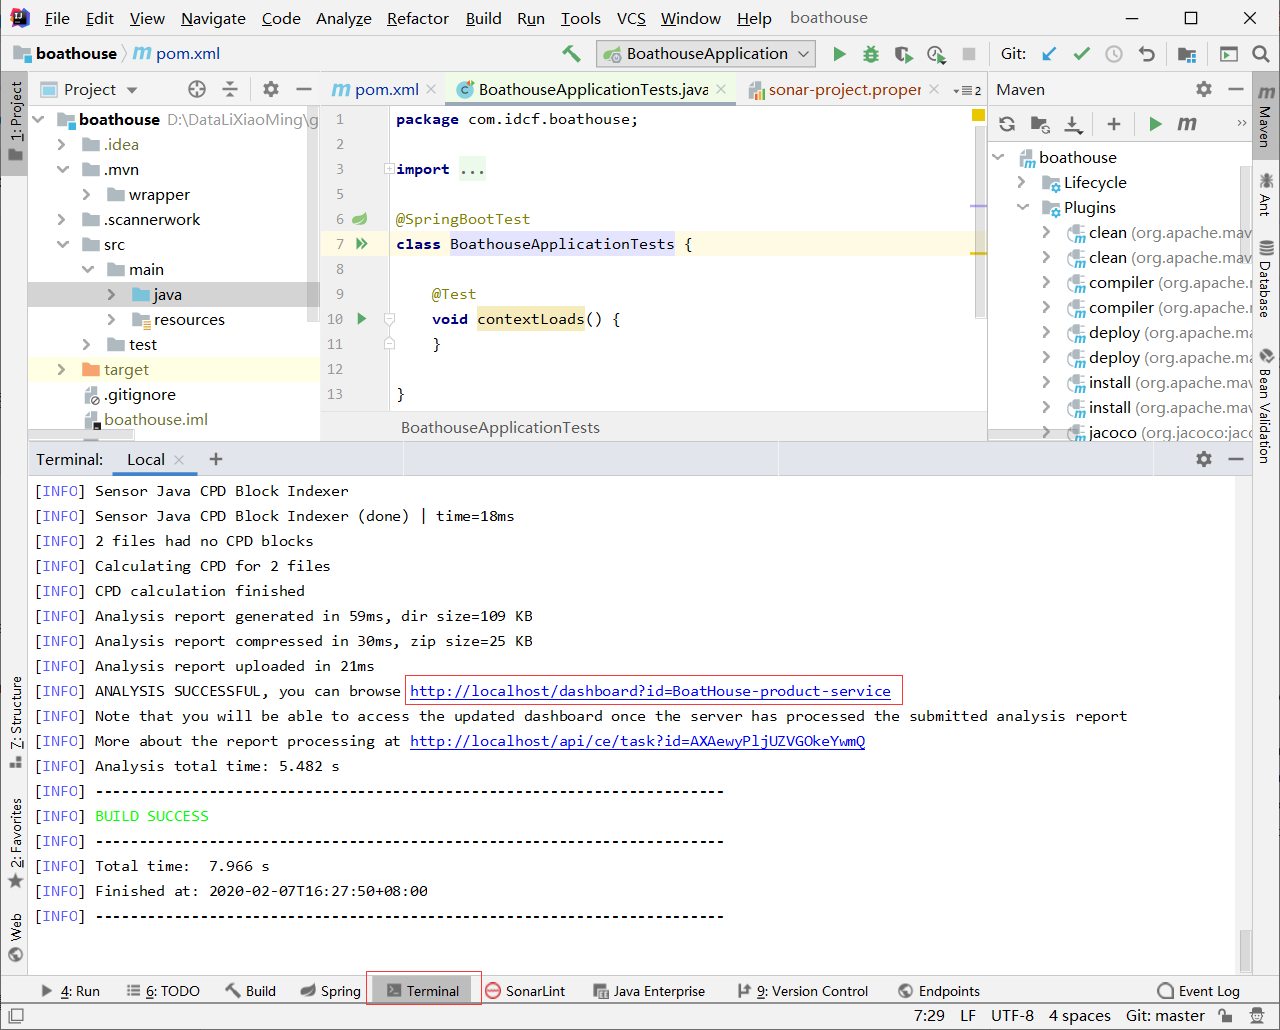 File Edit View Navigate Code Analyze Refactor Build Run Tools VCS Window Help boathouse
boathouse pom.xml BoathouseApplication Git:
1: Project
Project
boathouse D:\DataLiXiaoMing\g
.idea
.mvn
wrapper
.scannerwork
src
main
java
resources
test
target
.gitignore
boathouse.iml
pom.xml BoathouseApplicationTests.java sonar-project.proper 2
1 package com.idcf.boathouse;
2
3 import ...
5
6 @SpringBootTest
7 class BoathouseApplicationTests {
8
9 @Test
10 void contextLoads() {
11 }
12
13 }
BoathouseApplicationTests
Maven
boathouse
Lifecycle
Plugins
clean (org.apache.mav
clean (org.apache.mav
compiler (org.apache.
compiler (org.apache.
deploy (org.apache.m
deploy (org.apache.m
install (org.apache.mav
install (org.apache.mav
jacoco (org.jacoco:jacc
Maven
Ant
Database
Bean Validation
Terminal: Local
[INFO] Sensor Java CPD Block Indexer
[INFO] Sensor Java CPD Block Indexer (done) | time=18ms
[INFO] 2 files had no CPD blocks
[INFO] Calculating CPD for 2 files
[INFO] CPD calculation finished
[INFO] Analysis report generated in 59ms, dir size=109 KB
[INFO] Analysis report compressed in 30ms, zip size=25 KB
[INFO] Analysis report uploaded in 21ms
[INFO] ANALYSIS SUCCESSFUL, you can browse http://localhost/dashboard?id=BoatHouse-product-service
[INFO] Note that you will be able to access the updated dashboard once the server has processed the submitted analysis report
[INFO] More about the report processing at http://localhost/api/ce/task?id=AXAewyPljUZVGOkeYwmQ
[INFO] Analysis total time: 5.482 s
[INFO] ------------------------------------------------------------------------
[INFO] BUILD SUCCESS
[INFO] ------------------------------------------------------------------------
[INFO] Total time:  7.966 s
[INFO] Finished at: 2020-02-07T16:27:50+08:00
[INFO] ------------------------------------------------------------------------
7: Structure
2: Favorites
Web
4: Run 6: TODO Build Spring Terminal SonarLint Java Enterprise 9: Version Control Endpoints Event Log
7:29 LF UTF-8 4 spaces Git: master